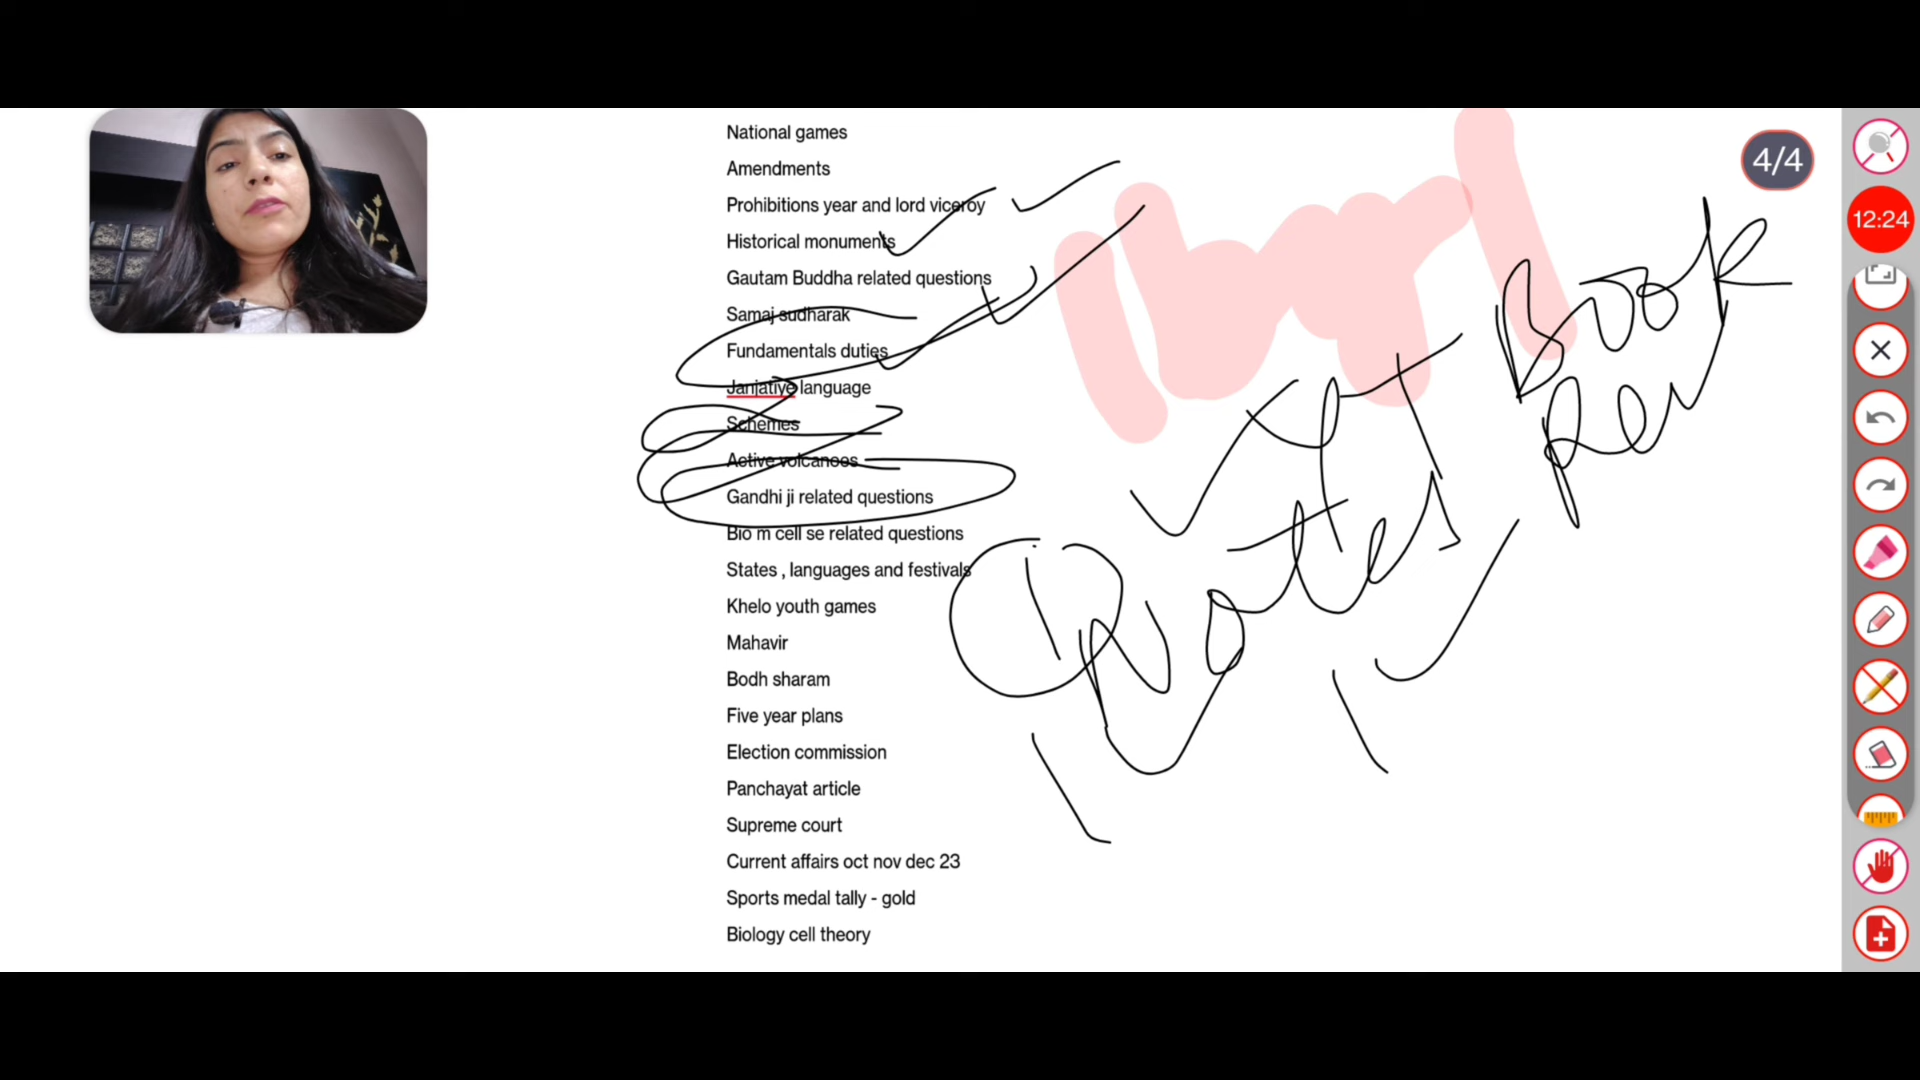 4/4
12:24
National games
Amendments
Prohibitions year and lord viceroy
Historical monuments
Gautam Buddha related questions
Samaj sudharak
Fundamentals duties
Janjative language
Schemes
Active volcanoes
Gandhi ji related questions
Bio m cell se related questions
States , languages and festivals
Khelo youth games
Mahavir
Bodh sharam
Five year plans
Election commission
Panchayat article
Supreme court
Current affairs oct nov dec 23
Sports medal tally - gold
Biology cell theory
Book
Pen
Notes